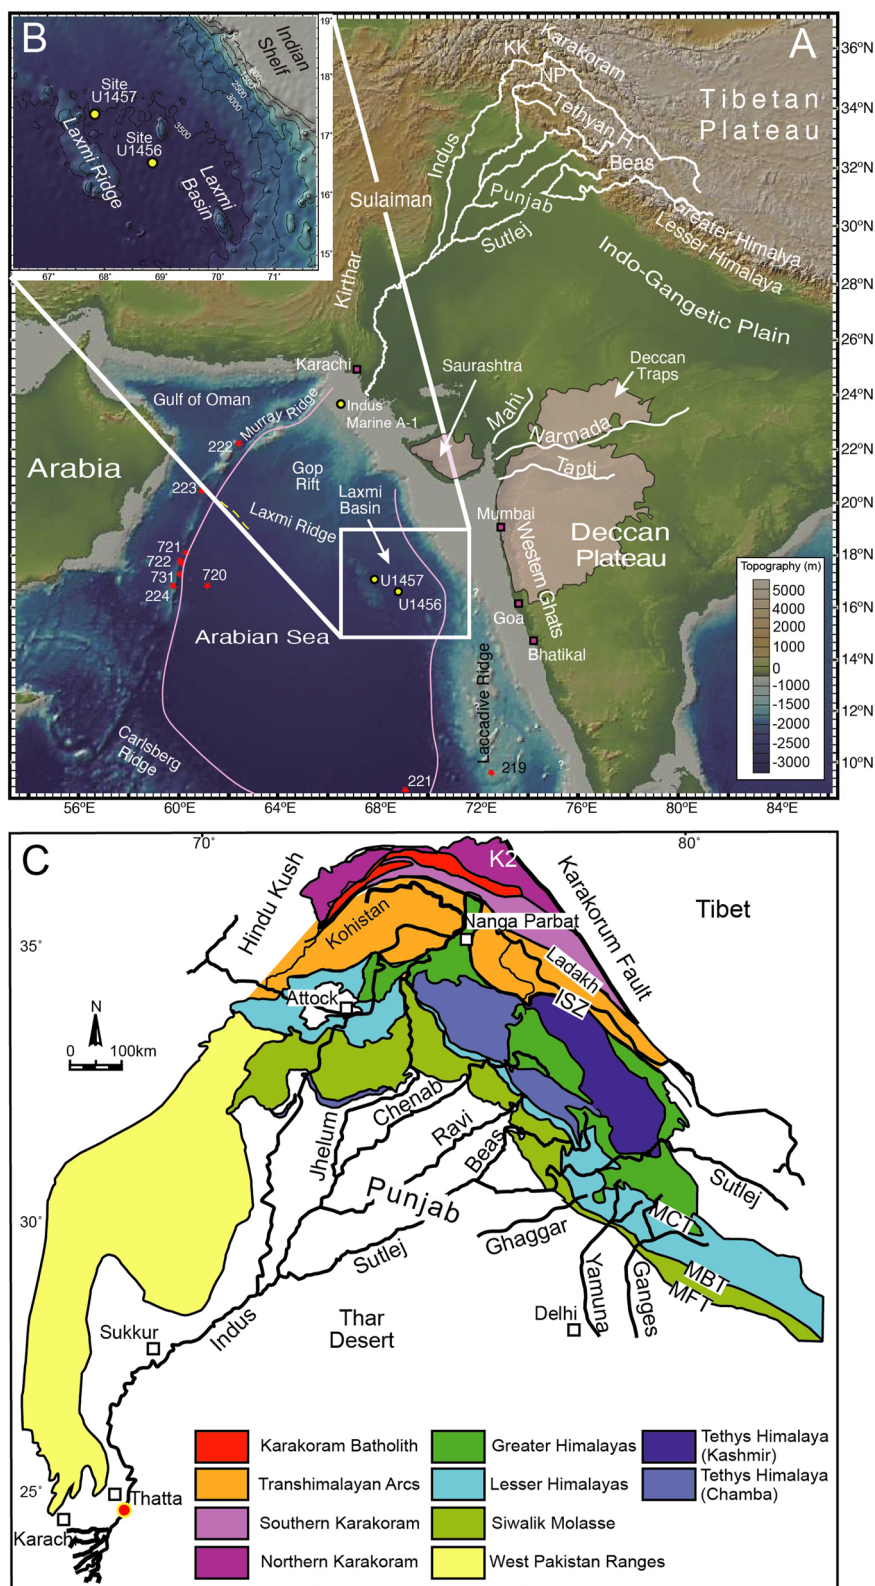 B
Indian
Shelf
1000
1500
2500
3000
3500
Site
U1457
Site
U1456
Laxmi Ridge
Laxmi
Basin
19°
18°
17°
16°
15°
67°
68°
69°
70°
71°
A
Karakoram
KK
NP
Tibetan
Plateau
Tethyan H
Beas
Indus
Sulaiman
Punjab
Sutlej
Greater Himalya
Lesser Himalaya
Kirthar
Indo-Gangetic Plain
Karachi
Saurashtra
Deccan
Traps
Gulf of Oman
Murray Ridge
Indus
Marine A-1
Mahi
Narmada
Tapti
222
Arabia
Gop
Rift
Laxmi
Basin
223
Laxmi Ridge
Mumbai
Deccan
Plateau
Western Ghats
721
722
731
720
224
U1457
U1456
Topography (m)
5000
4000
2000
1000
0
-1000
-1500
-2000
-2500
-3000
Goa
Arabian Sea
Bhatikal
Laccadive Ridge
Carlsberg
Ridge
219
221
36°N
34°N
32°N
30°N
28°N
26°N
24°N
22°N
20°N
18°N
16°N
14°N
12°N
10°N
56°E
60°E
64°E
68°E
72°E
76°E
80°E
84°E
C
70°
80°
K2
Hindu Kush
Karakorum Fault
Tibet
Kohistan
Nanga Parbat
35°
Ladakh
ISZ
Attock
N
0
100km
Jhelum
Chenab
Ravi
Beas
Punjab
Sutlej
30°
Sutlej
MCT
Ghaggar
Yamuna
Ganges
MBT
MFT
Indus
Thar
Desert
Delhi
Sukkur
25°
Thatta
Karachi
Karakoram Batholith
Transhimalayan Arcs
Southern Karakoram
Northern Karakoram
Greater Himalayas
Lesser Himalayas
Siwalik Molasse
West Pakistan Ranges
Tethys Himalaya
(Kashmir)
Tethys Himalaya
(Chamba)